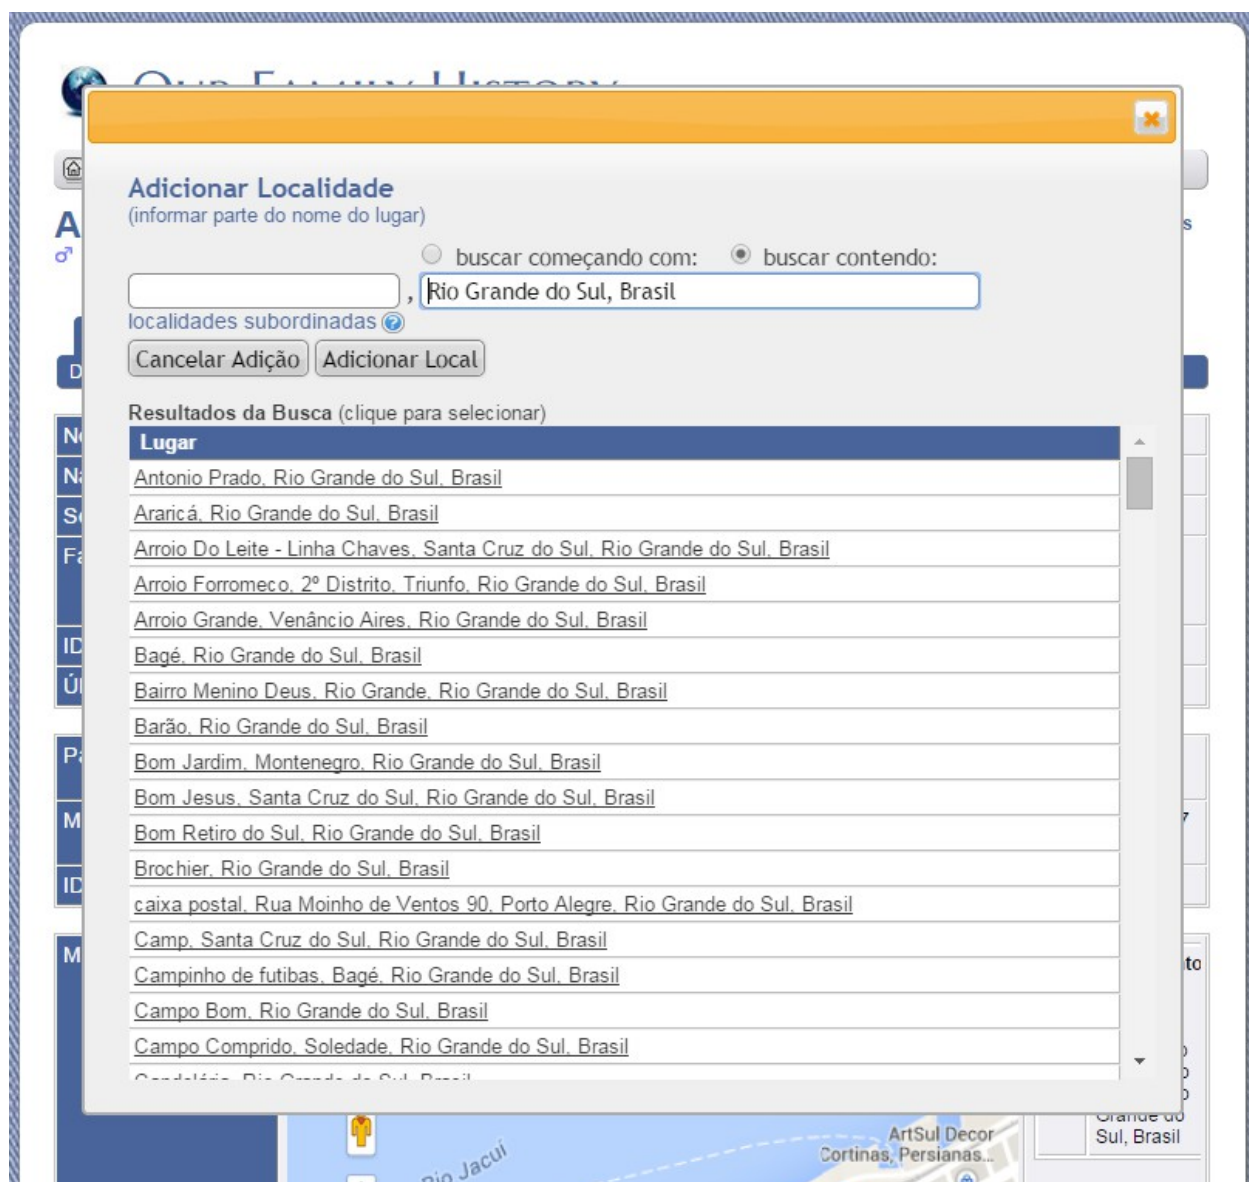 Adicionar Localidade
(informar parte do nome do lugar)
buscar começando com: buscar contendo:
, Rio Grande do Sul, Brasil
localidades subordinadas
Cancelar Adição Adicionar Local
Resultados da Busca (clique para selecionar)
Lugar
Antonio Prado, Rio Grande do Sul, Brasil
Araricá, Rio Grande do Sul, Brasil
Arroio Do Leite - Linha Chaves, Santa Cruz do Sul, Rio Grande do Sul, Brasil
Arroio Forromeco, 2º Distrito, Triunfo, Rio Grande do Sul, Brasil
Arroio Grande, Venâncio Aires, Rio Grande do Sul, Brasil
Bagé, Rio Grande do Sul, Brasil
Bairro Menino Deus, Rio Grande, Rio Grande do Sul, Brasil
Barão, Rio Grande do Sul, Brasil
Bom Jardim, Montenegro, Rio Grande do Sul, Brasil
Bom Jesus, Santa Cruz do Sul, Rio Grande do Sul, Brasil
Bom Retiro do Sul, Rio Grande do Sul, Brasil
Brochier, Rio Grande do Sul, Brasil
caixa postal, Rua Moinho de Ventos 90, Porto Alegre, Rio Grande do Sul, Brasil
Camp, Santa Cruz do Sul, Rio Grande do Sul, Brasil
Campinho de futibas, Bagé, Rio Grande do Sul, Brasil
Campo Bom, Rio Grande do Sul, Brasil
Campo Comprido, Soledade, Rio Grande do Sul, Brasil
ArtSul Decor
Cortinas, Persianas...
Rio Jacuí
Grande do
Sul, Brasil